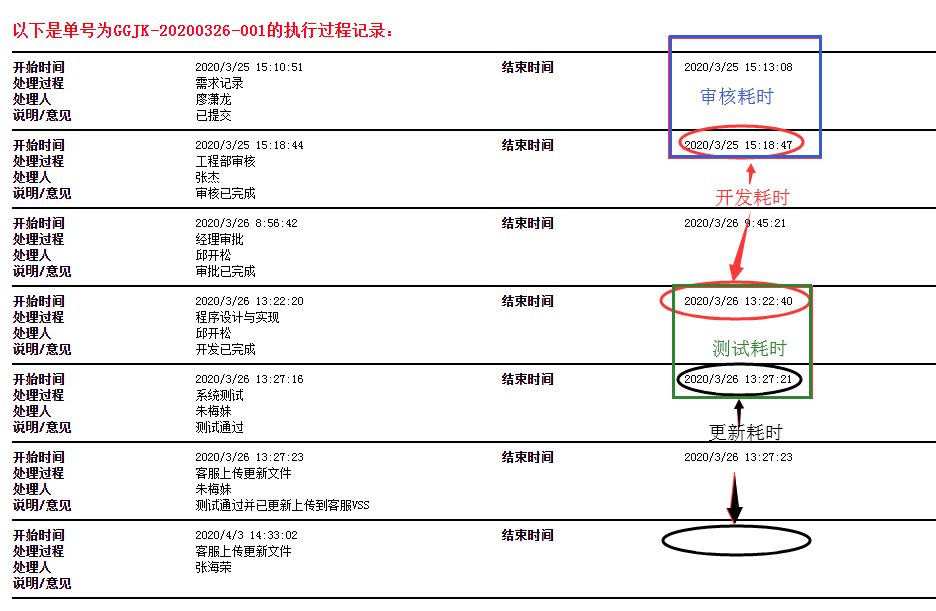 以下是单号为GGJK-20200326-001的执行过程记录：
开始时间 2020/3/25 15:10:51 结束时间 2020/3/25 15:13:08
处理过程 需求记录
审核耗时
处理人 廖潇龙
说明/意见 已提交
开始时间 2020/3/25 15:18:44 结束时间 2020/3/25 15:18:47
处理过程 工程部审核
处理人 张杰
说明/意见 审核已完成
开发耗时
开始时间 2020/3/26 8:56:42 结束时间 2020/3/26 9:45:21
处理过程 经理审批
处理人 邱开松
说明/意见 审批已完成
开始时间 2020/3/26 13:22:20 结束时间 2020/3/26 13:22:40
处理过程 程序设计与实现
处理人 邱开松
说明/意见 开发已完成
测试耗时
开始时间 2020/3/26 13:27:16 结束时间 2020/3/26 13:27:21
处理过程 系统测试
处理人 朱梅妹
说明/意见 测试通过
更新耗时
开始时间 2020/3/26 13:27:23 结束时间 2020/3/26 13:27:23
处理过程 客服上传更新文件
处理人 朱梅妹
说明/意见 测试通过并已更新上传到客服VSS
开始时间 2020/4/3 14:33:02 结束时间
处理过程 客服上传更新文件
处理人 张海荣
说明/意见